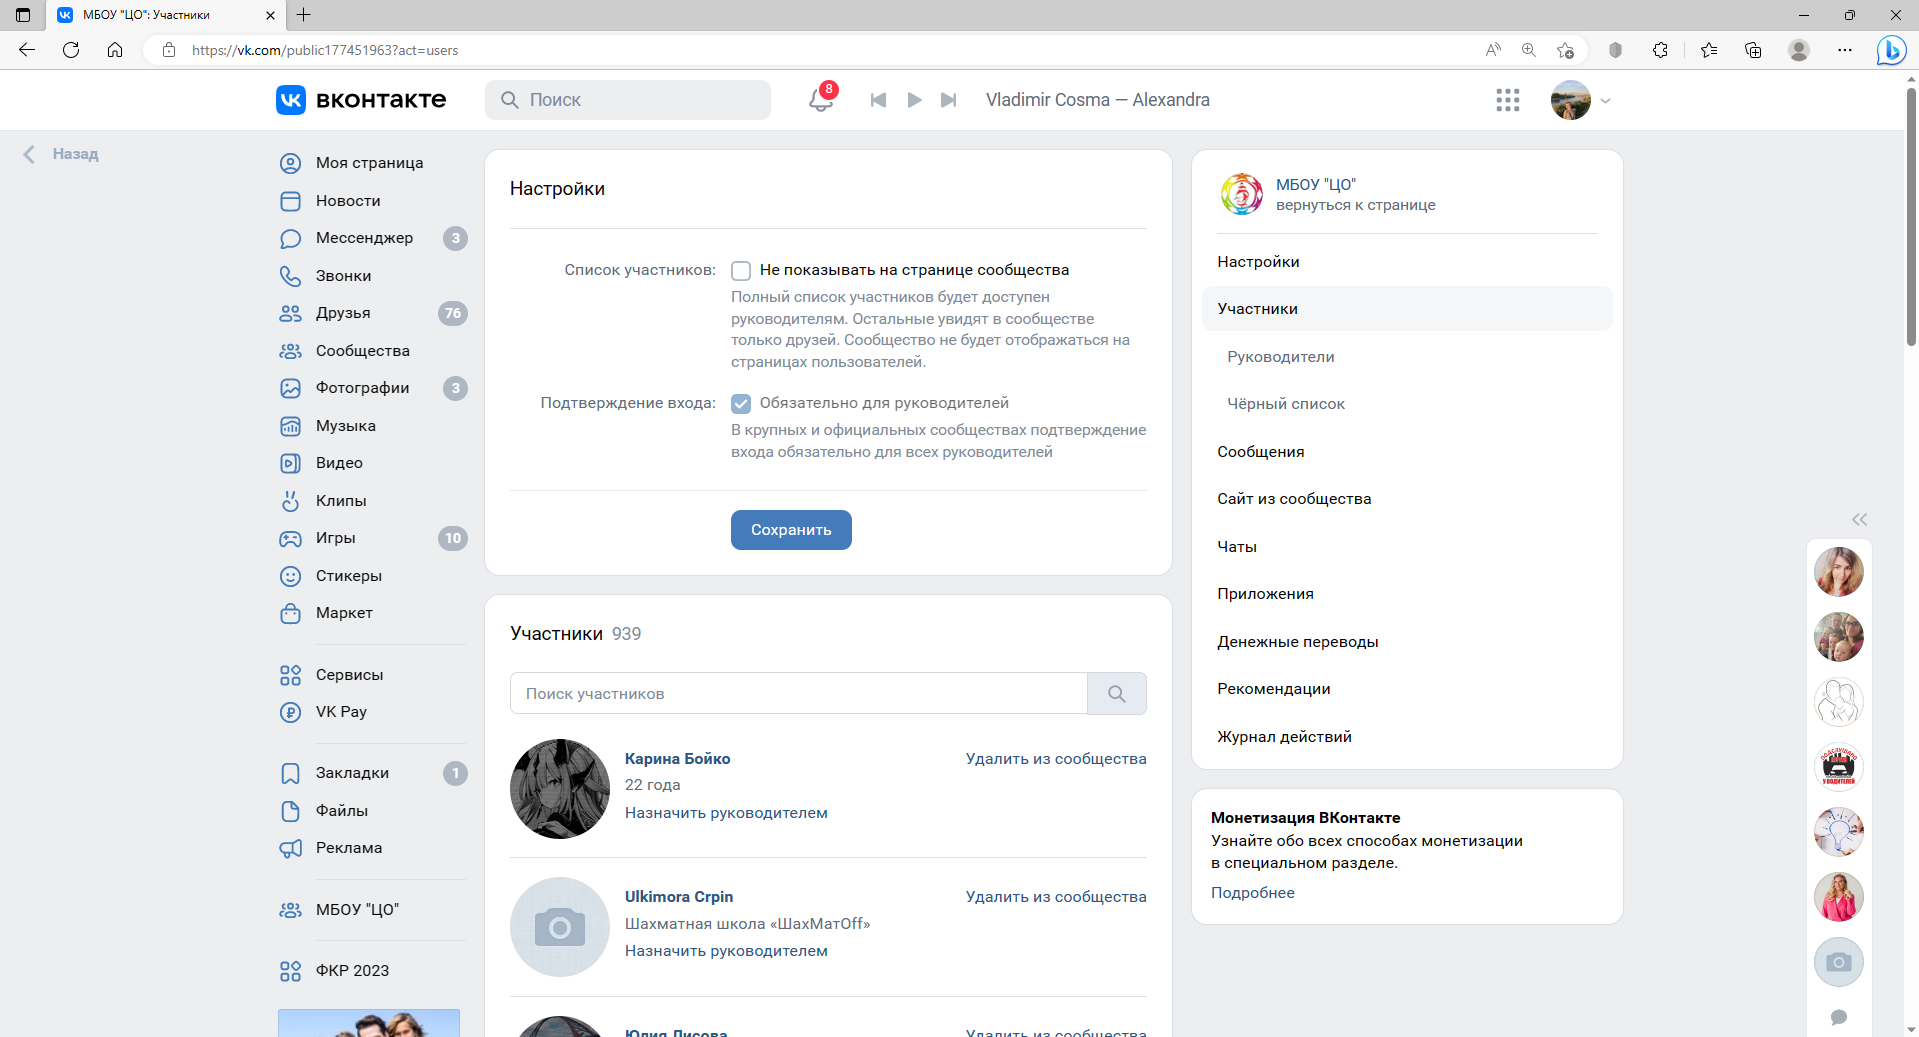 МБОУ "ЦО": Участники
https://vk.com/public177451963?act=users
вконтакте
Поиск
8
Vladimir Cosma — Alexandra
Назад
Моя страница
Новости
Мессенджер 3
Звонки
Друзья 76
Сообщества
Фотографии 3
Музыка
Видео
Клипы
Игры 10
Стикеры
Маркет
Сервисы
VK Pay
Закладки 1
Файлы
Реклама
МБОУ "ЦО"
ФКР 2023
Настройки
Список участников:
Не показывать на странице сообщества
Полный список участников будет доступен
руководителям. Остальные увидят в сообществе
только друзей. Сообщество не будет отображаться на
страницах пользователей.
Подтверждение входа:
Обязательно для руководителей
В крупных и официальных сообществах подтверждение
входа обязательно для всех руководителей
Сохранить
Участники 939
Поиск участников
Карина Бойко
Удалить из сообщества
22 года
Назначить руководителем
Ulkimora Crpin
Удалить из сообщества
Шахматная школа «ШахМатOff»
Назначить руководителем
Юлия Лисова
Удалить из сообщества
МБОУ "ЦО"
вернуться к странице
Настройки
Участники
Руководители
Чёрный список
Сообщения
Сайт из сообщества
Чаты
Приложения
Денежные переводы
Рекомендации
Журнал действий
Монетизация ВКонтакте
Узнайте обо всех способах монетизации
в специальном разделе.
Подробнее